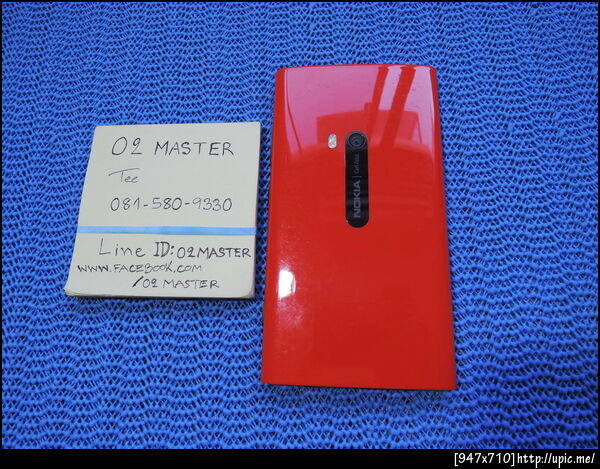 O2 MASTER
Tee
081-580-9330
Line ID: O2MASTER
WWW.FACEBOOK.COM
/O2 MASTER
NOKIA | Carl Zeiss
[947x710]http://upic.me/